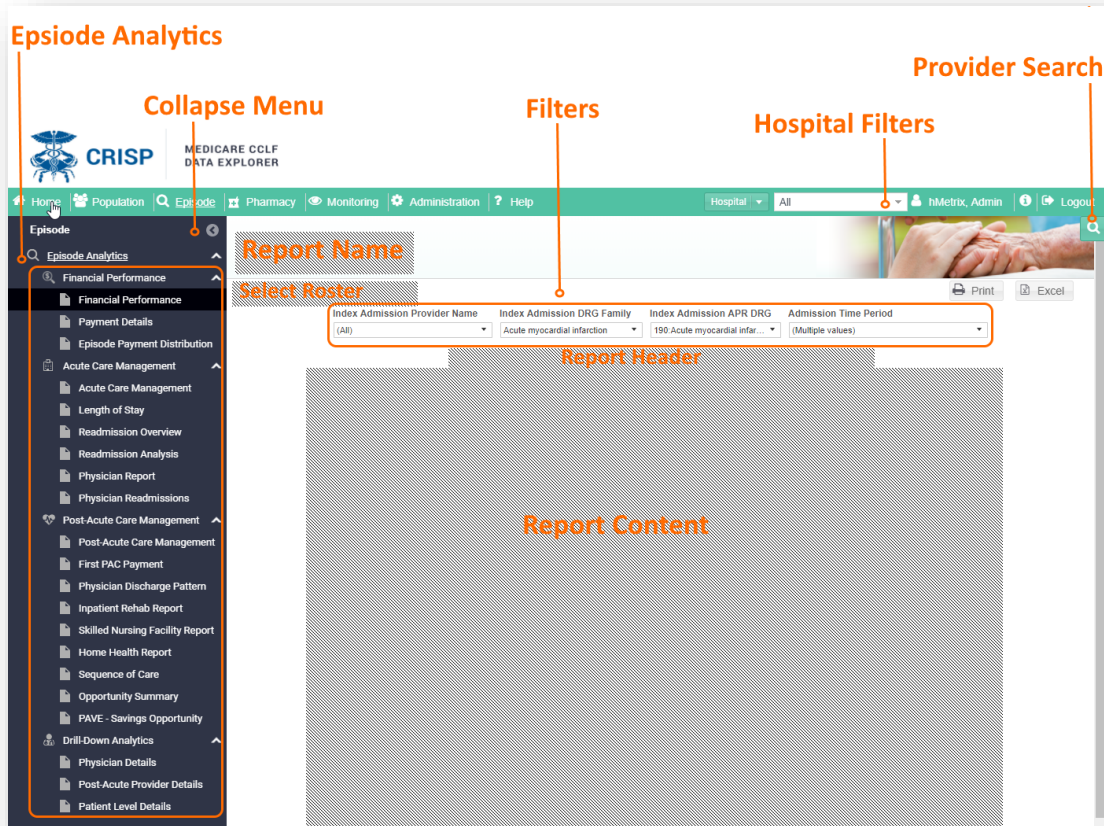 Epsiode Analytics
Provider Search
Collapse Menu
Filters
Hospital Filters
CRISP
MEDICARE CCLF
DATA EXPLORER
Home Population Episode Pharmacy Monitoring Administration ? Help Hospital All hMetrix, Admin Logout
Episode
Report Name
Episode Analytics
Financial Performance
Select Roster
Print Excel
Financial Performance
Index Admission Provider Name Index Admission DRG Family Index Admission APR DRG Admission Time Period
Payment Details
(All) Acute myocardial infarction 190:Acute myocardial infar... (Multiple values)
Episode Payment Distribution
Report Header
Acute Care Management
Acute Care Management
Length of Stay
Readmission Overview
Readmission Analysis
Physician Report
Physician Readmissions
Post-Acute Care Management
Report Content
Post-Acute Care Management
First PAC Payment
Physician Discharge Pattern
Inpatient Rehab Report
Skilled Nursing Facility Report
Home Health Report
Sequence of Care
Opportunity Summary
PAVE - Savings Opportunity
Drill-Down Analytics
Physician Details
Post-Acute Provider Details
Patient Level Details